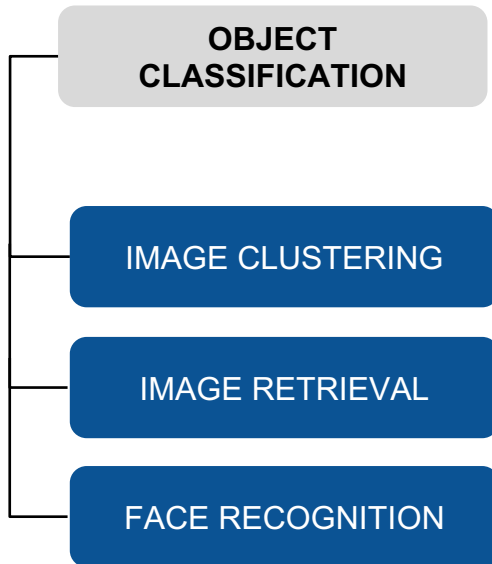 OBJECT
CLASSIFICATION
IMAGE CLUSTERING
IMAGE RETRIEVAL
FACE RECOGNITION